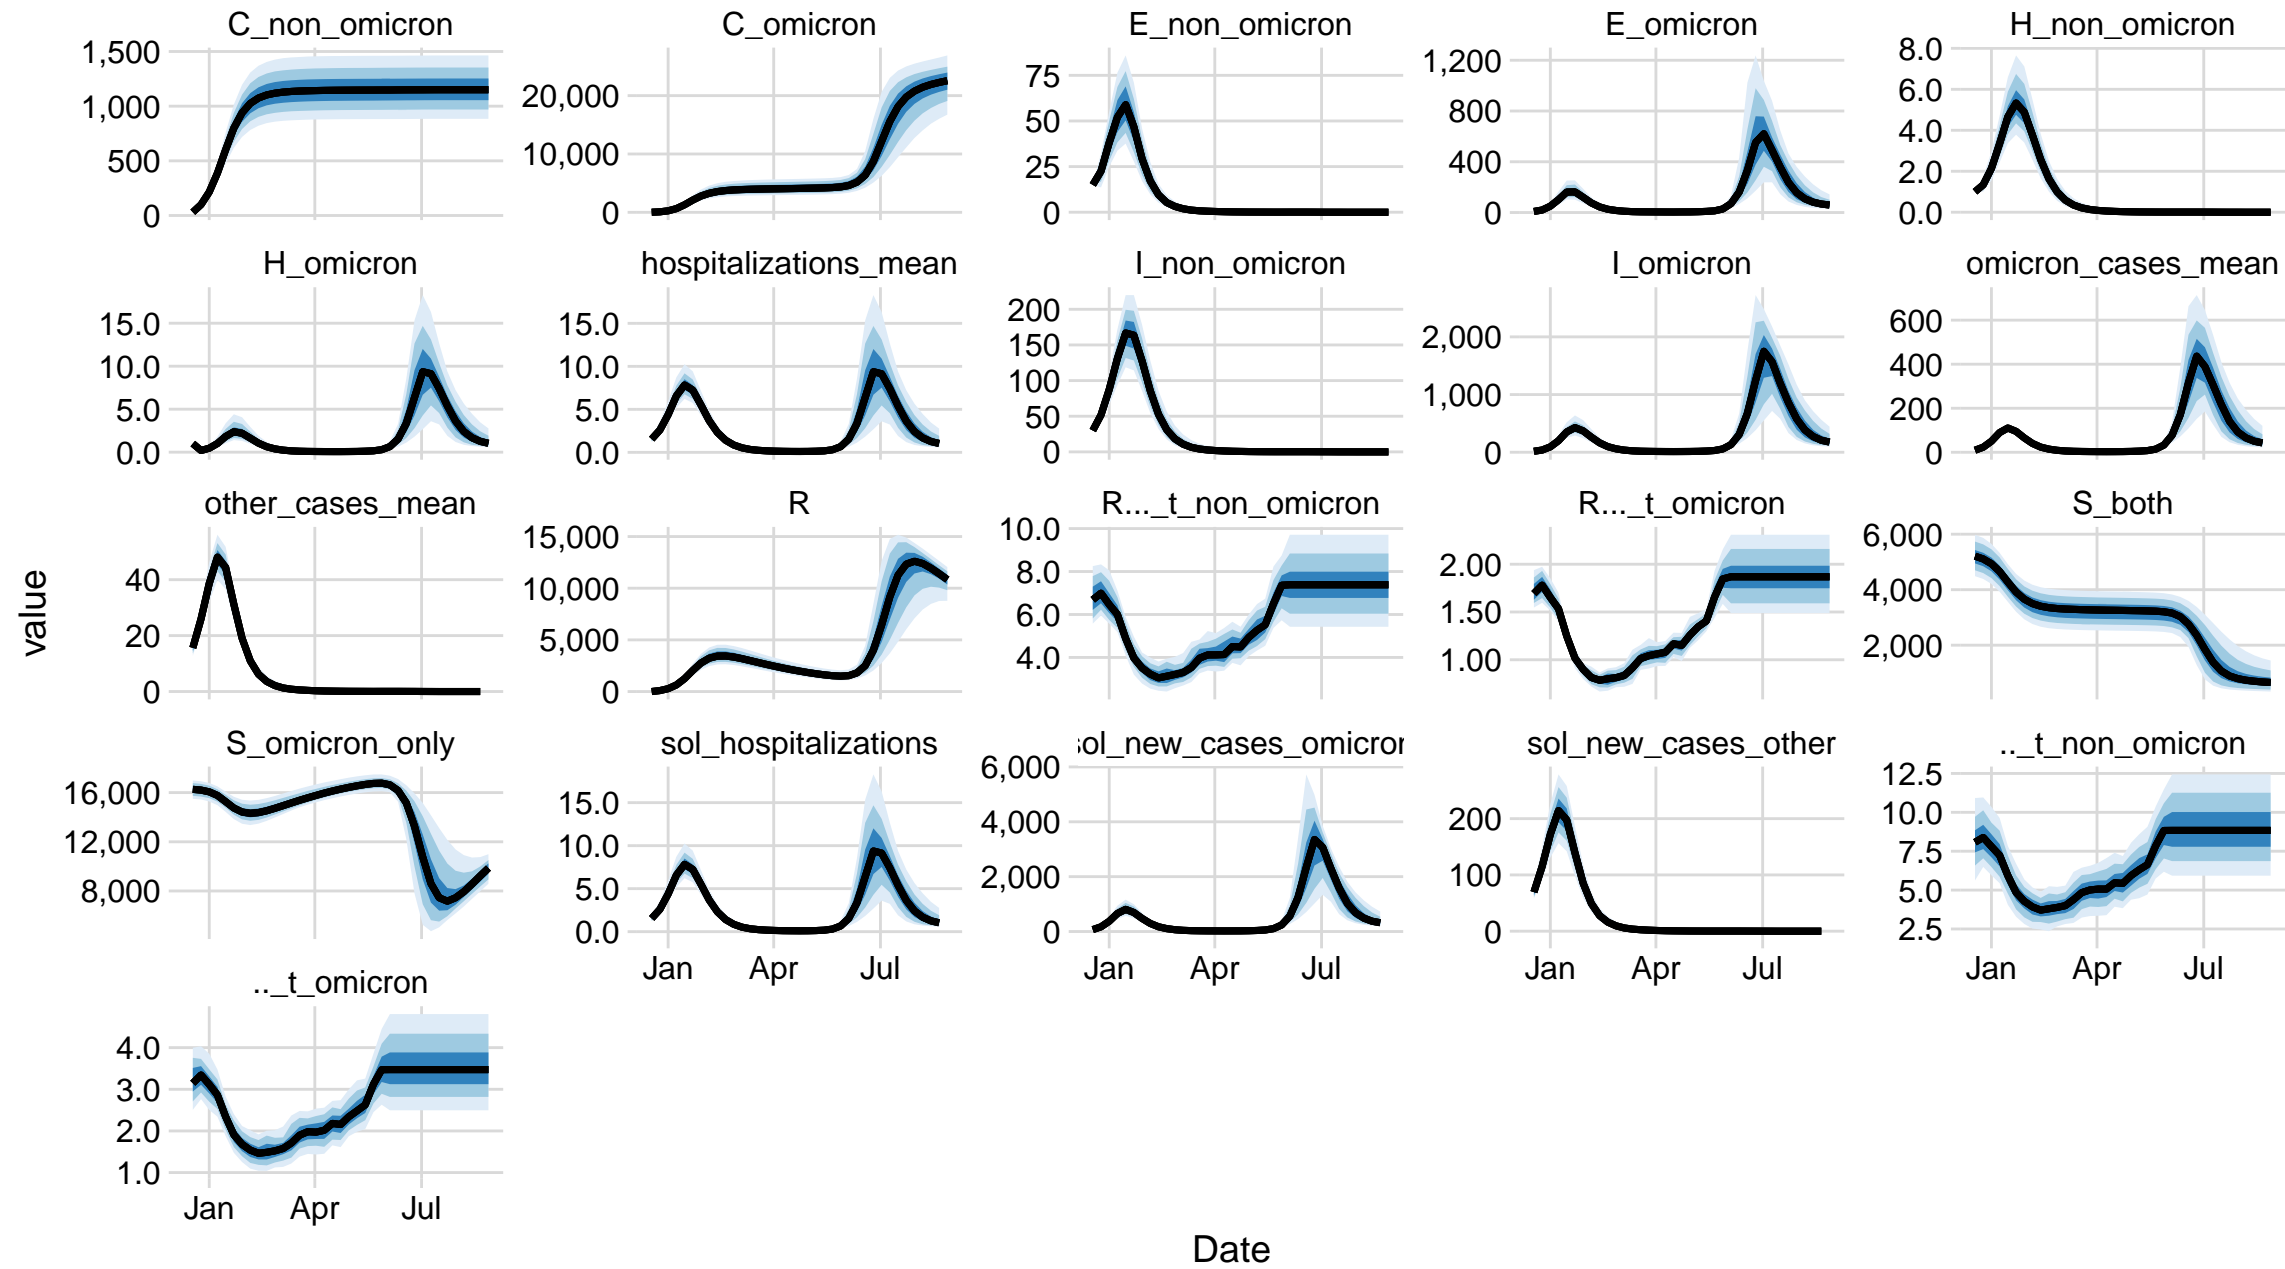 C_non_omicron C_omicron E_non_omicron E_omicron H_non_omicron
1,500 1,000 500 0
20,000 10,000 0
75 50 25 0
1,200 800 400 0
8.0 6.0 4.0 2.0 0.0
H_omicron hospitalizations_mean I_non_omicron I_omicron omicron_cases_mean
15.0 10.0 5.0 0.0
15.0 10.0 5.0 0.0
200 150 100 50 0
2,000 1,000 0
600 400 200 0
other_cases_mean R R..._t_non_omicron R..._t_omicron S_both
40 20 0
15,000 10,000 5,000 0
10.0 8.0 6.0 4.0
2.00 1.50 1.00
6,000 4,000 2,000
value
S_omicron_only sol_hospitalizations sol_new_cases_omicron sol_new_cases_other .._t_non_omicron
16,000 12,000 8,000
15.0 10.0 5.0 0.0
6,000 4,000 2,000 0
200 100 0
12.5 10.0 7.5 5.0 2.5
Jan Apr Jul Jan Apr Jul Jan Apr Jul Jan Apr Jul
.._t_omicron
4.0 3.0 2.0 1.0
Jan Apr Jul
Date